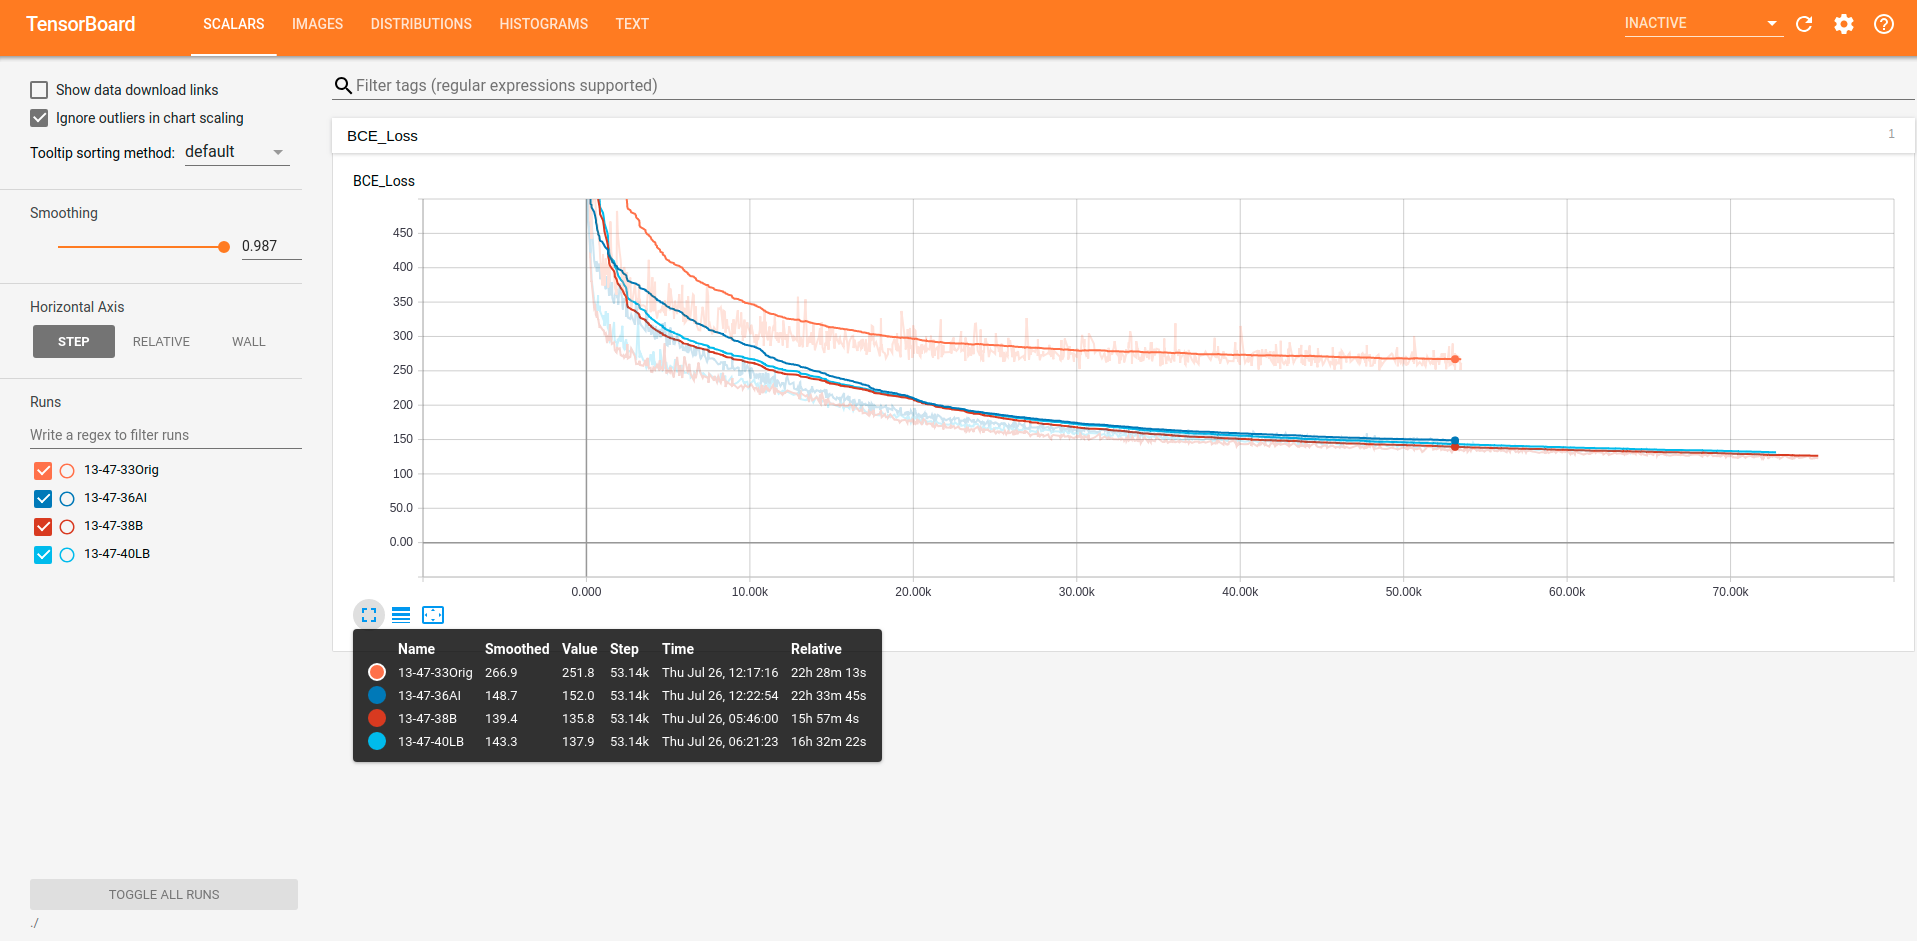 TensorBoard SCALARS IMAGES DISTRIBUTIONS HISTOGRAMS TEXT INACTIVE
Show data download links
Ignore outliers in chart scaling
Tooltip sorting method: default
Smoothing
0.987
Horizontal Axis
STEP RELATIVE WALL
Runs
Write a regex to filter runs
13-47-33Orig
13-47-36AI
13-47-38B
13-47-40LB
TOGGLE ALL RUNS
./
Filter tags (regular expressions supported)
BCE_Loss 1
BCE_Loss
450
400
350
300
250
200
150
100
50.0
0.00
0.000 10.00k 20.00k 30.00k 40.00k 50.00k 60.00k 70.00k
Name Smoothed Value Step Time Relative
13-47-33Orig 266.9 251.8 53.14k Thu Jul 26, 12:17:16 22h 28m 13s
13-47-36AI 148.7 152.0 53.14k Thu Jul 26, 12:22:54 22h 33m 45s
13-47-38B 139.4 135.8 53.14k Thu Jul 26, 05:46:00 15h 57m 4s
13-47-40LB 143.3 137.9 53.14k Thu Jul 26, 06:21:23 16h 32m 22s